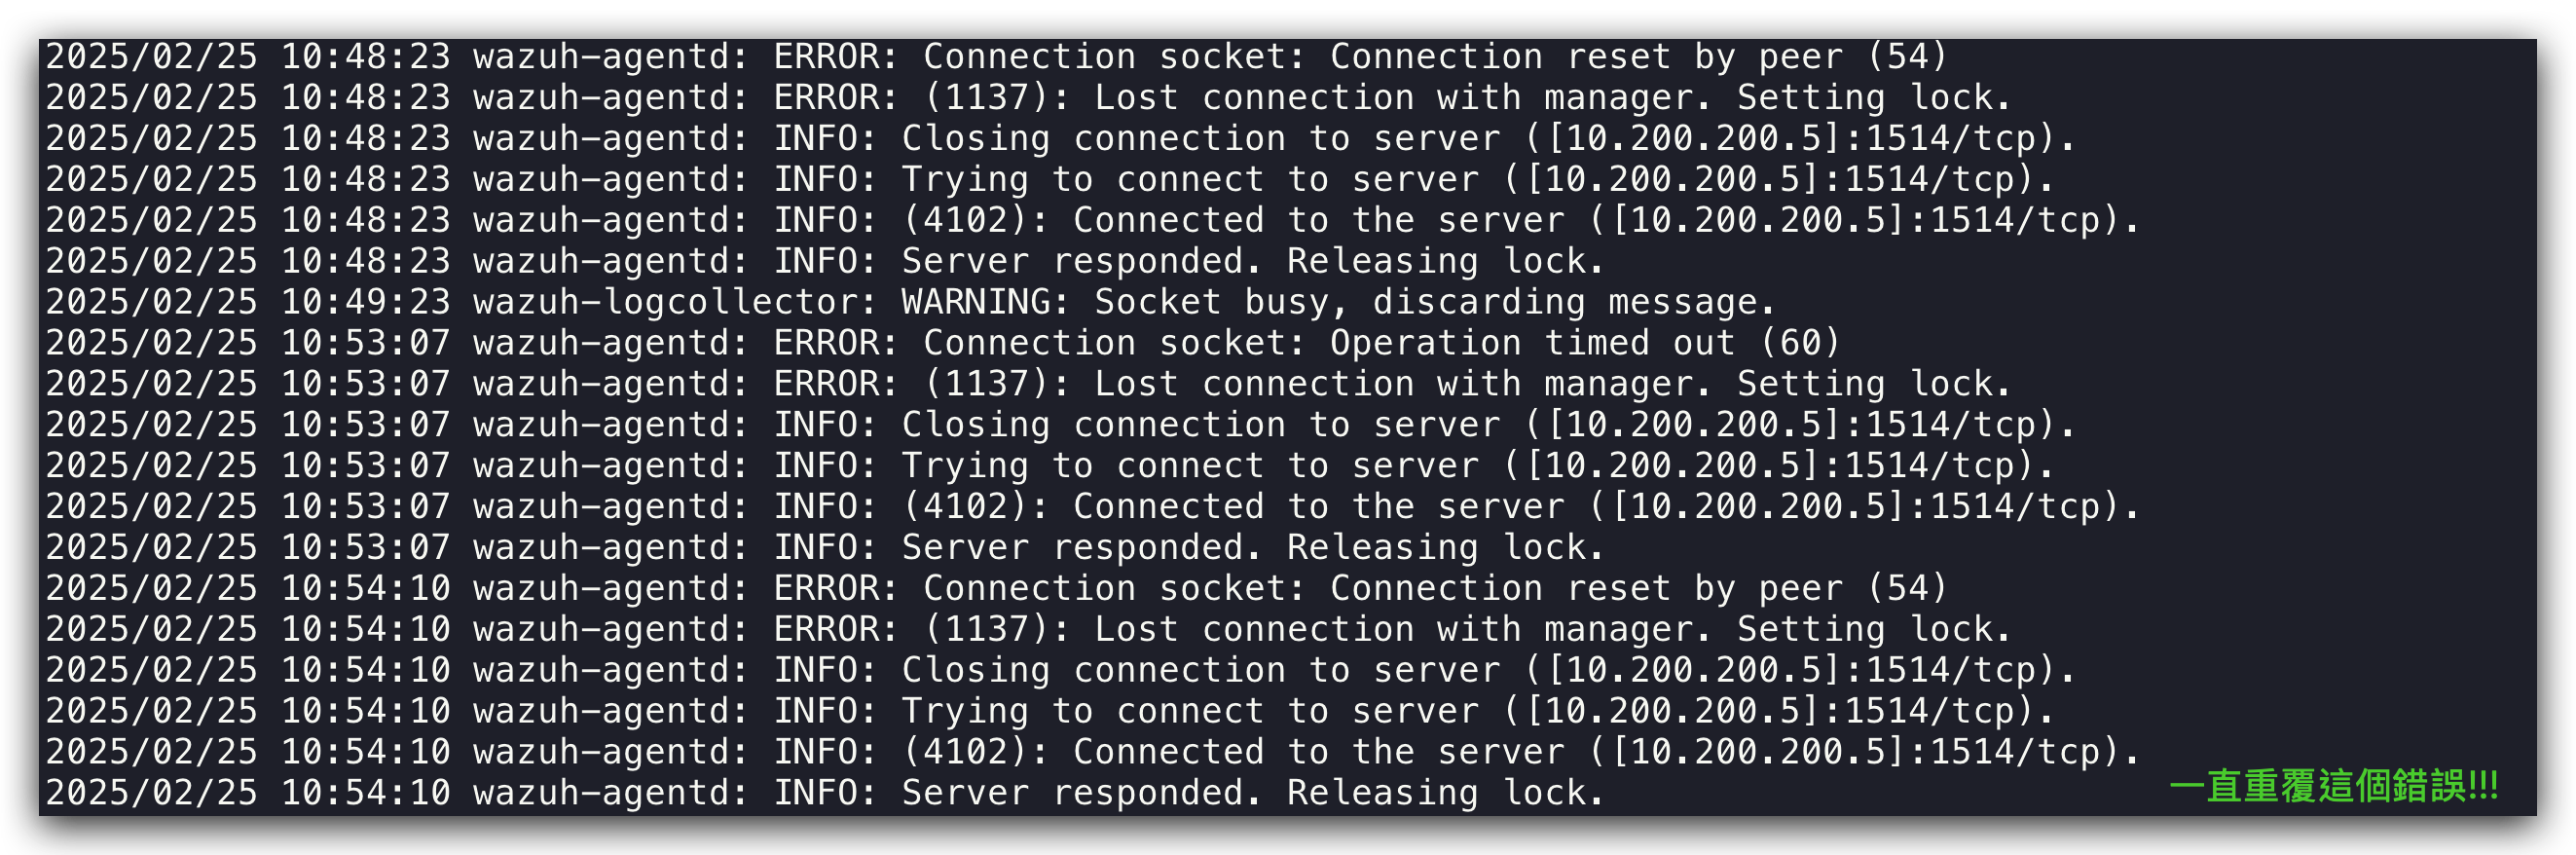 2025/02/25 10:48:23 wazuh-agentd: ERROR: Connection socket: Connection reset by peer (54)
2025/02/25 10:48:23 wazuh-agentd: ERROR: (1137): Lost connection with manager. Setting lock.
2025/02/25 10:48:23 wazuh-agentd: INFO: Closing connection to server ([10.200.200.5]:1514/tcp).
2025/02/25 10:48:23 wazuh-agentd: INFO: Trying to connect to server ([10.200.200.5]:1514/tcp).
2025/02/25 10:48:23 wazuh-agentd: INFO: (4102): Connected to the server ([10.200.200.5]:1514/tcp).
2025/02/25 10:48:23 wazuh-agentd: INFO: Server responded. Releasing lock.
2025/02/25 10:49:23 wazuh-logcollector: WARNING: Socket busy, discarding message.
2025/02/25 10:53:07 wazuh-agentd: ERROR: Connection socket: Operation timed out (60)
2025/02/25 10:53:07 wazuh-agentd: ERROR: (1137): Lost connection with manager. Setting lock.
2025/02/25 10:53:07 wazuh-agentd: INFO: Closing connection to server ([10.200.200.5]:1514/tcp).
2025/02/25 10:53:07 wazuh-agentd: INFO: Trying to connect to server ([10.200.200.5]:1514/tcp).
2025/02/25 10:53:07 wazuh-agentd: INFO: (4102): Connected to the server ([10.200.200.5]:1514/tcp).
2025/02/25 10:53:07 wazuh-agentd: INFO: Server responded. Releasing lock.
2025/02/25 10:54:10 wazuh-agentd: ERROR: Connection socket: Connection reset by peer (54)
2025/02/25 10:54:10 wazuh-agentd: ERROR: (1137): Lost connection with manager. Setting lock.
2025/02/25 10:54:10 wazuh-agentd: INFO: Closing connection to server ([10.200.200.5]:1514/tcp).
2025/02/25 10:54:10 wazuh-agentd: INFO: Trying to connect to server ([10.200.200.5]:1514/tcp).
2025/02/25 10:54:10 wazuh-agentd: INFO: (4102): Connected to the server ([10.200.200.5]:1514/tcp).
2025/02/25 10:54:10 wazuh-agentd: INFO: Server responded. Releasing lock.
一直重覆這個錯誤!!!